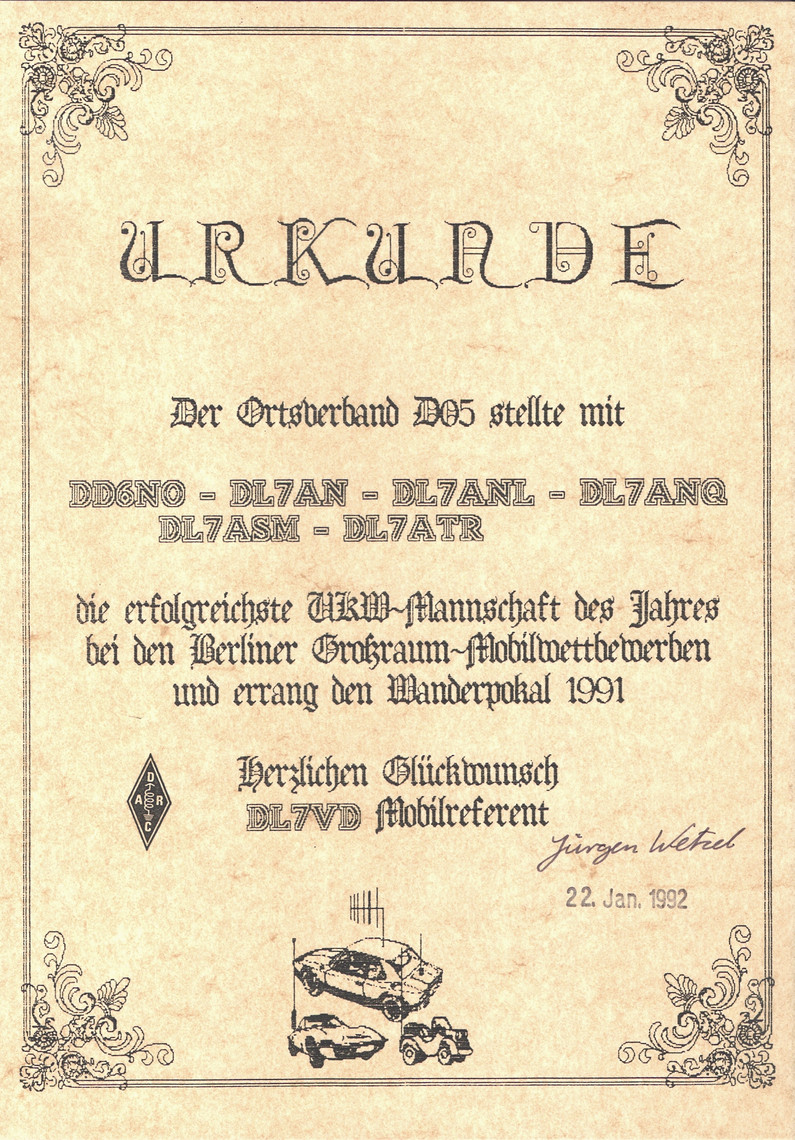 URKUNDE
Der Ortsverband D05 stellte mit
DD6NO - DL7AN - DL7ANL - DL7ANQ
DL7ASM - DL7ATR
die erfolgreichste UKW-Mannschaft des Jahres
bei den Berliner Großraum-Mobilwettbewerben
und errang den Wanderpokal 1991
Herzlichen Glückwunsch
DL7VD Mobilreferent
D
A R
C
Jürgen Wetzel
22. Jan. 1992